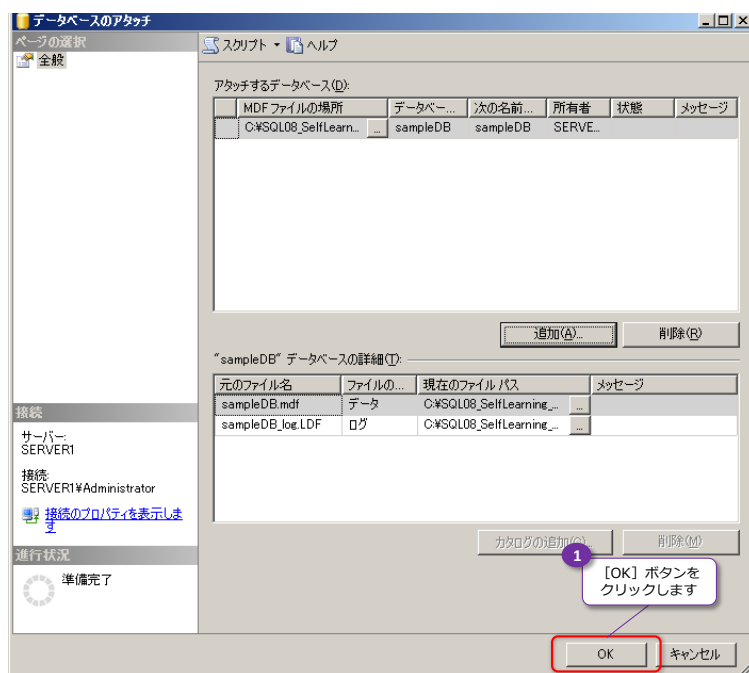 データベースのアタッチ
ページの選択
全般
スクリプト ヘルプ
アタッチするデータベース(D):
MDF ファイルの場所 データベー... 次の名前... 所有者 状態 メッセージ
C:¥SQL08_SelfLearn... ... sampleDB sampleDB SERVE...
追加(A)... 削除(R)
"sampleDB" データベースの詳細(T):
元のファイル名 ファイルの... 現在のファイル パス メッセージ
sampleDB.mdf データ C:¥SQL08_SelfLearning_... ...
sampleDB_log.LDF ログ C:¥SQL08_SelfLearning_... ...
接続
サーバー:
SERVER1
接続:
SERVER1¥Administrator
接続のプロパティを表示しま
す
進行状況
準備完了
カタログの追加(C)... 削除(M)
1
[OK] ボタンを
クリックします
OK キャンセル